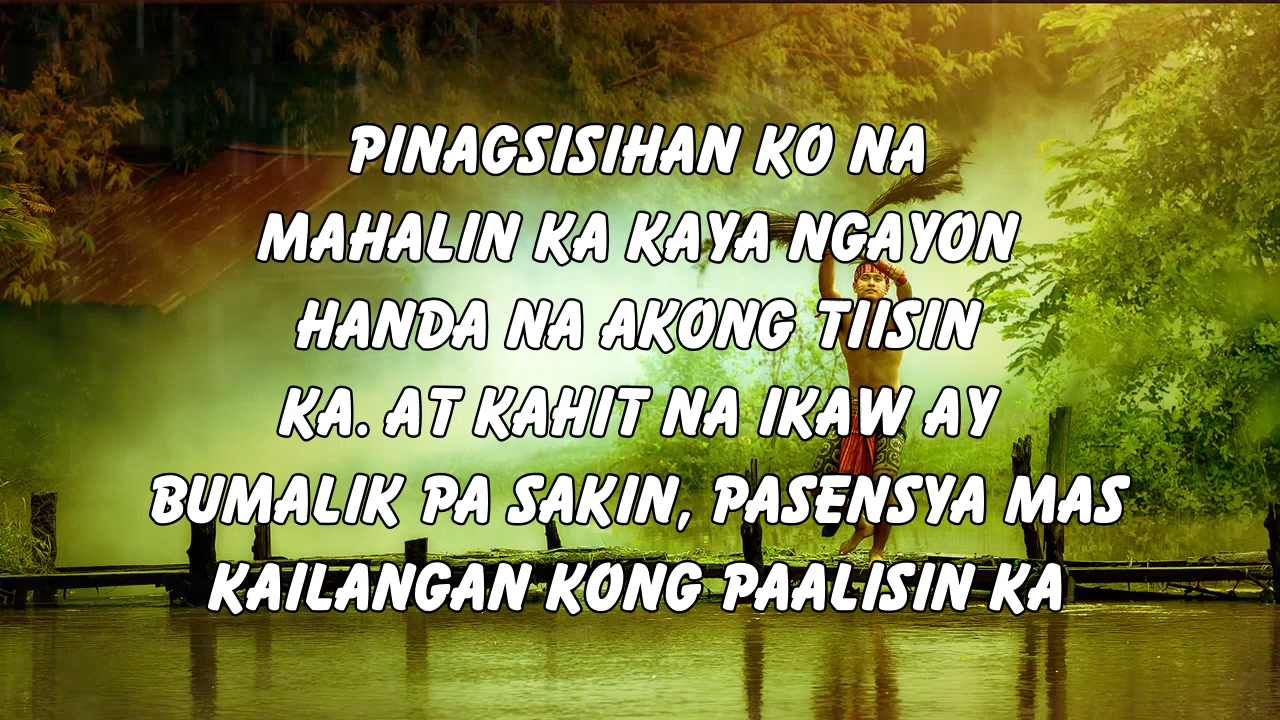 PINAGSISIHAN KO NA
MAHALIN KA KAYA NGAYON
HANDA NA AKONG TIISIN
KA. AT KAHIT NA IKAW AY
BUMALIK PA SAKIN, PASENSYA MAS
KAILANGAN KONG PAALISIN KA